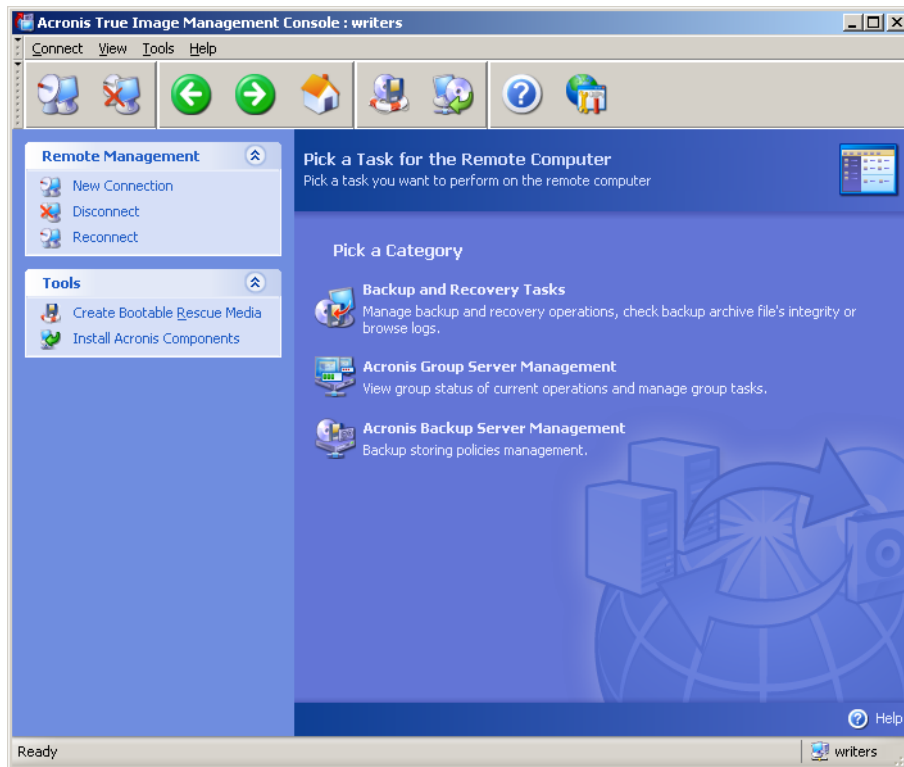 Acronis True Image Management Console : writers
Connect View Tools Help
Remote Management
New Connection
Disconnect
Reconnect
Tools
Create Bootable Rescue Media
Install Acronis Components
Pick a Task for the Remote Computer
Pick a task you want to perform on the remote computer
Pick a Category
Backup and Recovery Tasks
Manage backup and recovery operations, check backup archive file's integrity or
browse logs.
Acronis Group Server Management
View group status of current operations and manage group tasks.
Acronis Backup Server Management
Backup storing policies management.
Help
Ready
writers